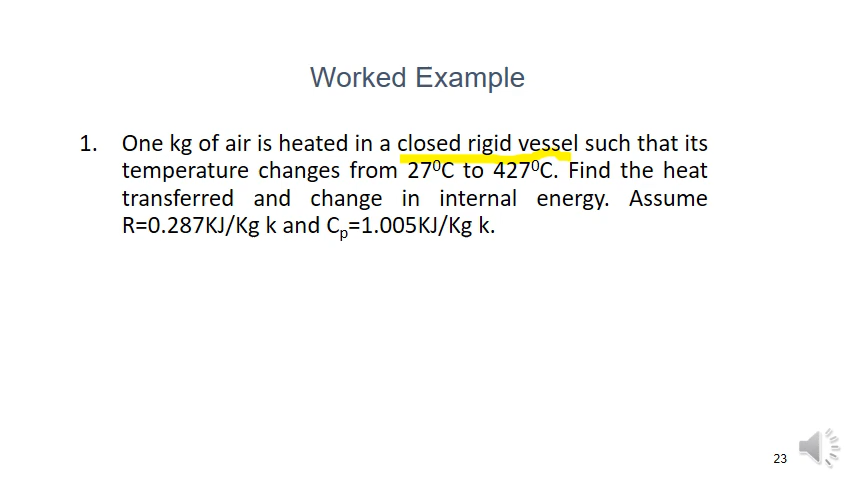 Worked Example
1. One kg of air is heated in a closed rigid vessel such that its
temperature changes from 27⁰C to 427⁰C. Find the heat
transferred and change in internal energy. Assume
R=0.287KJ/Kg k and Cₚ=1.005KJ/Kg k.
23